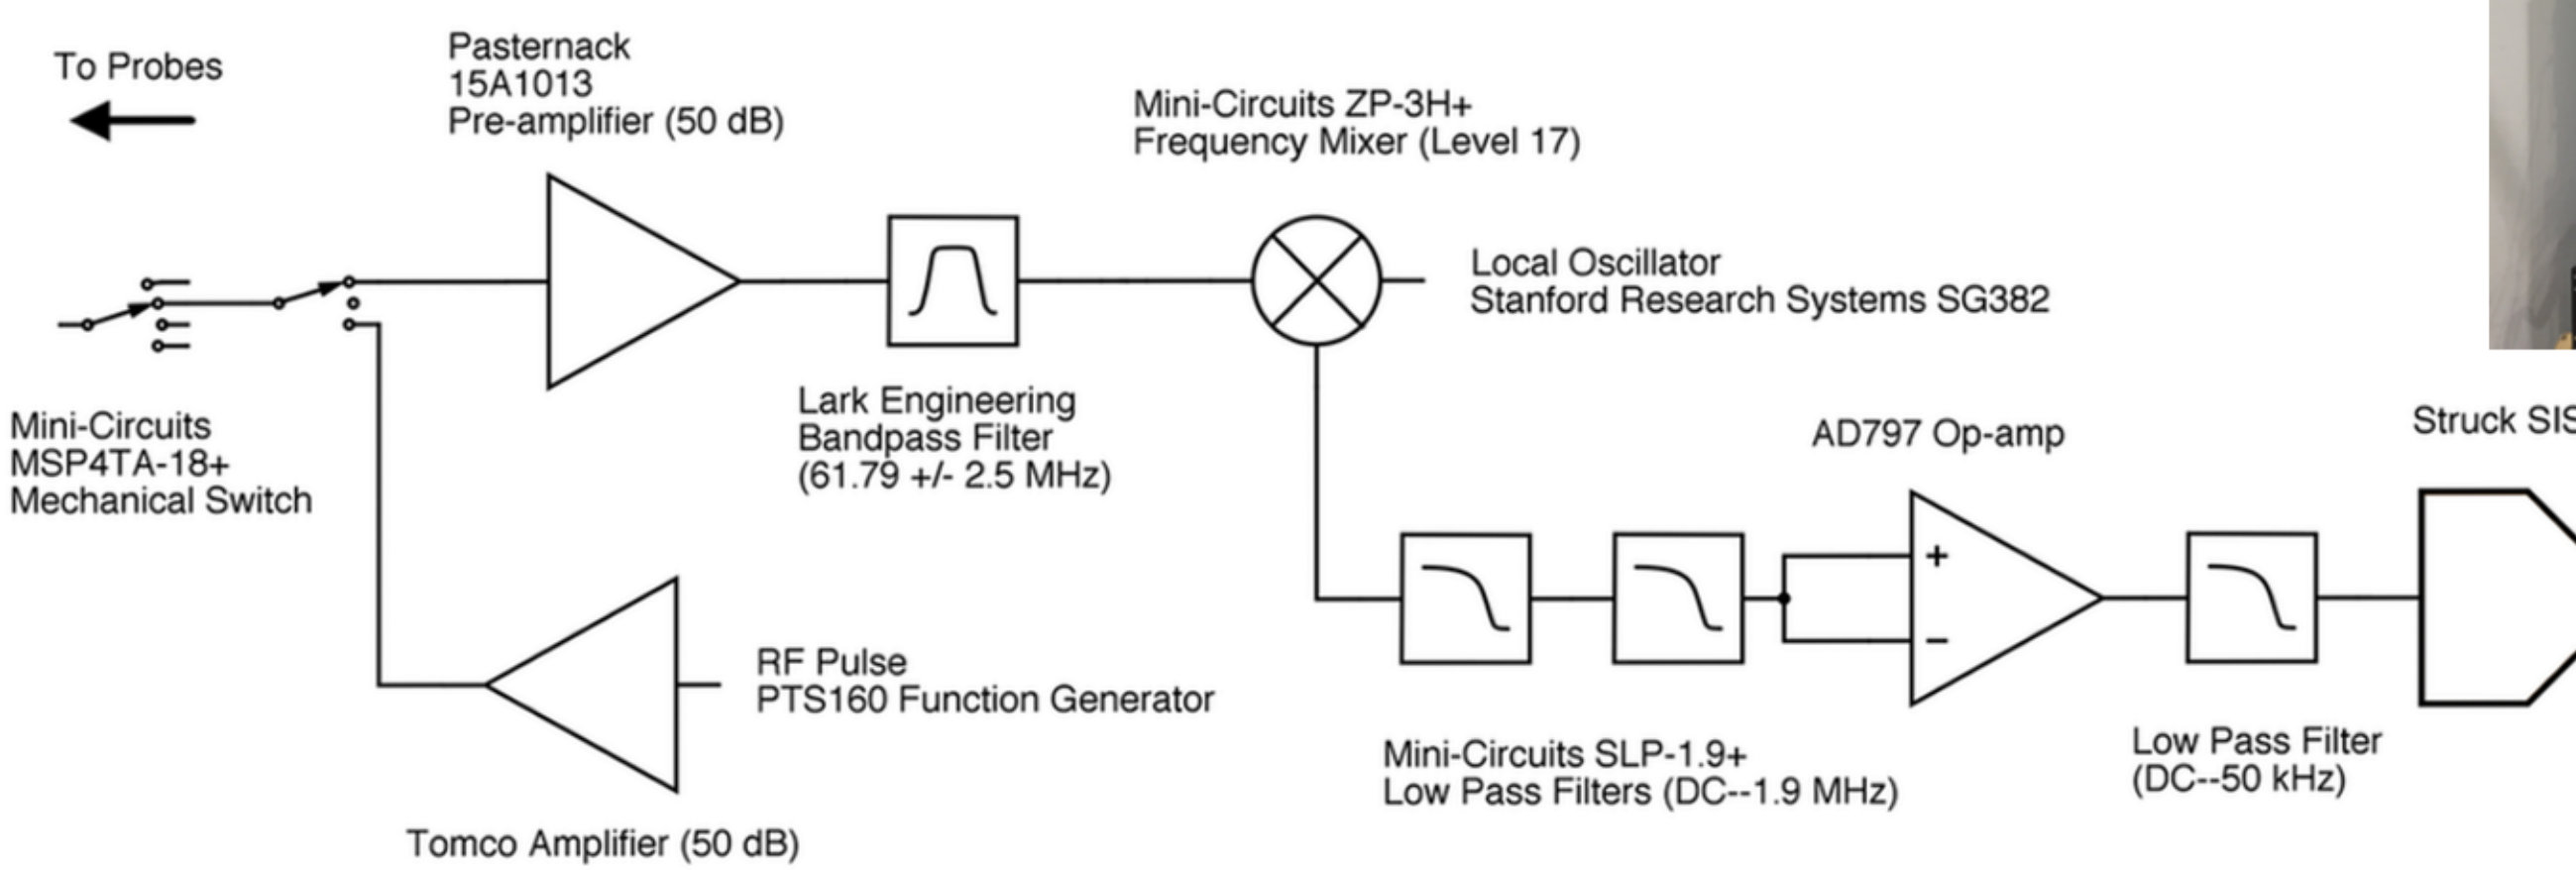 To Probes
Pasternack
15A1013
Pre-amplifier (50 dB)
Mini-Circuits ZP-3H+
Frequency Mixer (Level 17)
Local Oscillator
Stanford Research Systems SG382
Mini-Circuits
MSP4TA-18+
Mechanical Switch
Lark Engineering
Bandpass Filter
(61.79 +/- 2.5 MHz)
AD797 Op-amp
Struck SIS
+
−
RF Pulse
PTS160 Function Generator
Mini-Circuits SLP-1.9+
Low Pass Filters (DC--1.9 MHz)
Low Pass Filter
(DC--50 kHz)
Tomco Amplifier (50 dB)